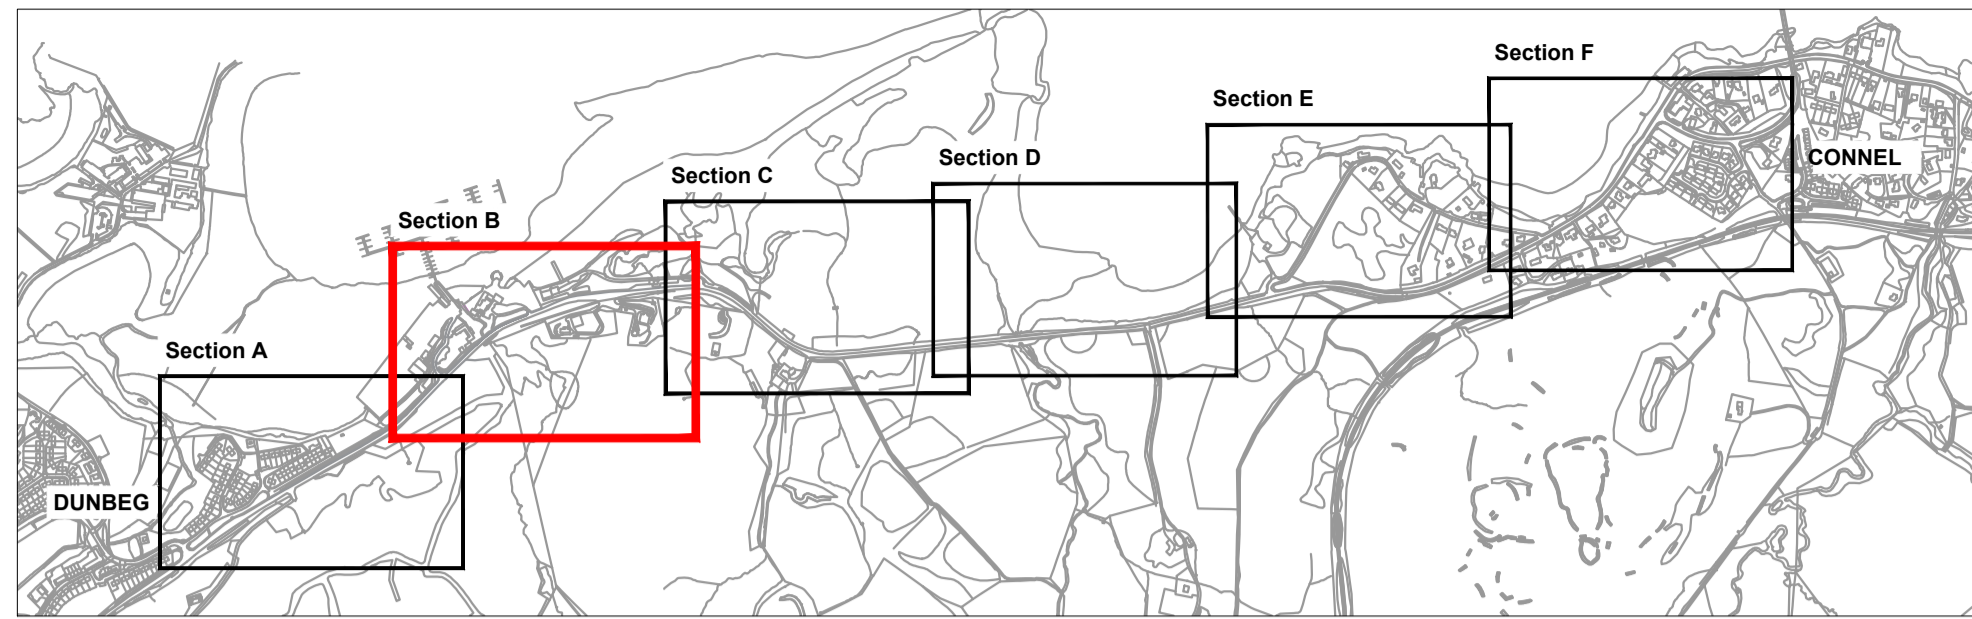 Section F
Section E
CONNEL
Section D
Section C
Section B
Section A
DUNBEG